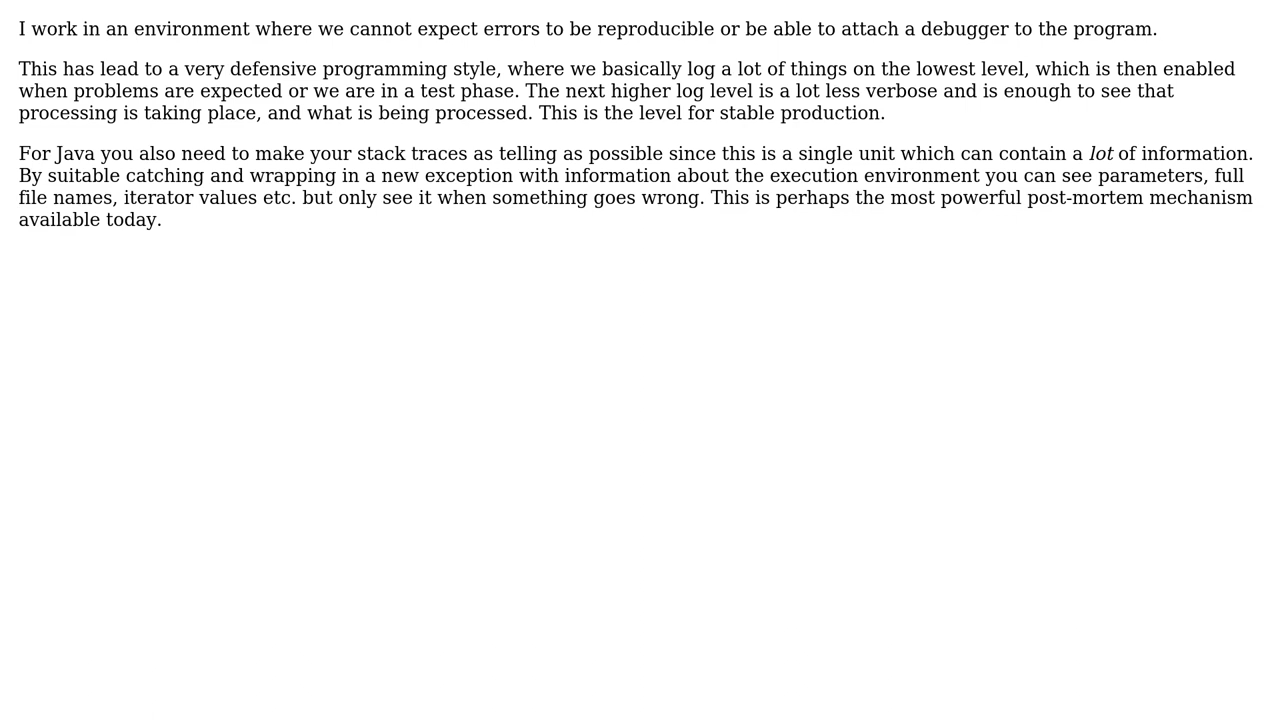 I work in an environment where we cannot expect errors to be reproducible or be able to attach a debugger to the program.
This has lead to a very defensive programming style, where we basically log a lot of things on the lowest level, which is then enabled
when problems are expected or we are in a test phase. The next higher log level is a lot less verbose and is enough to see that
processing is taking place, and what is being processed. This is the level for stable production.
For Java you also need to make your stack traces as telling as possible since this is a single unit which can contain a lot of information.
By suitable catching and wrapping in a new exception with information about the execution environment you can see parameters, full
file names, iterator values etc. but only see it when something goes wrong. This is perhaps the most powerful post-mortem mechanism
available today.